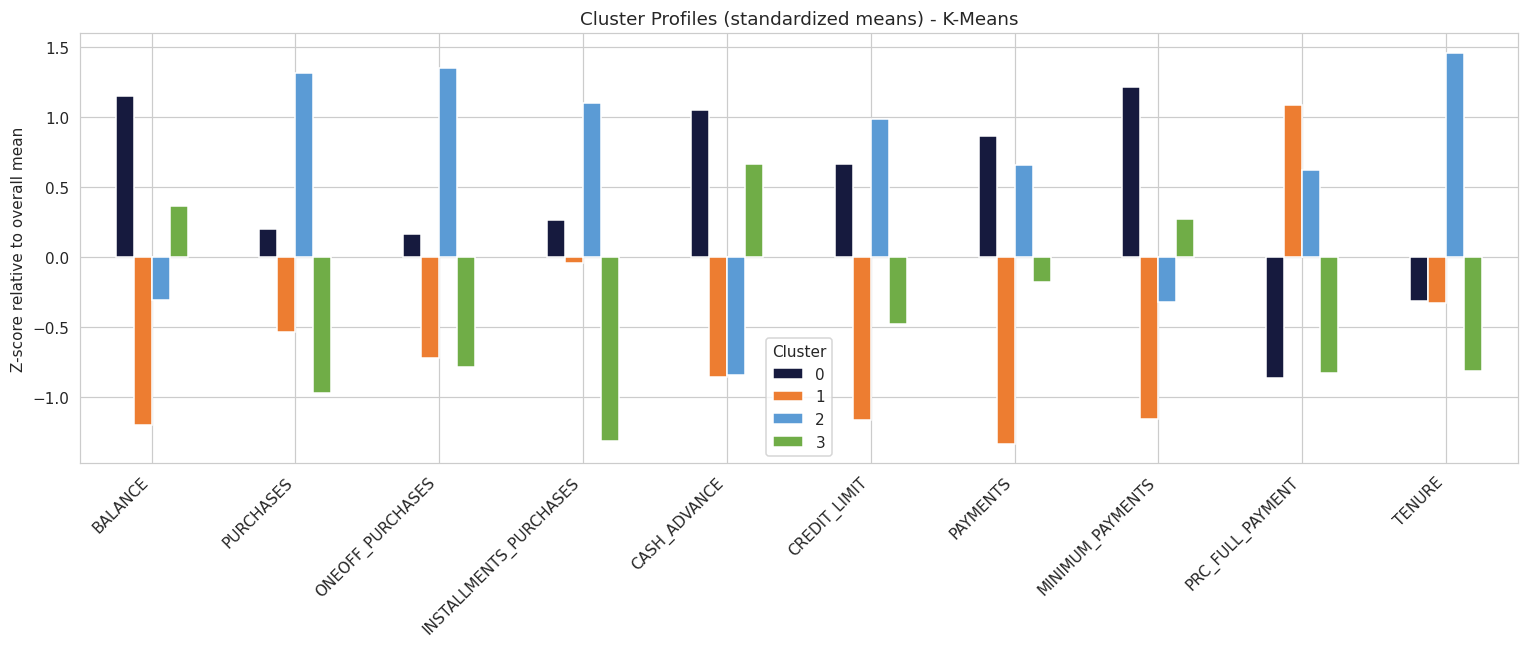 Cluster Profiles (standardized means) - K-Means
Z-score relative to overall mean
1.5
1.0
0.5
0.0
−0.5
−1.0
Cluster
0
1
2
3
BALANCE
PURCHASES
ONEOFF_PURCHASES
INSTALLMENTS_PURCHASES
CASH_ADVANCE
CREDIT_LIMIT
PAYMENTS
MINIMUM_PAYMENTS
PRC_FULL_PAYMENT
TENURE